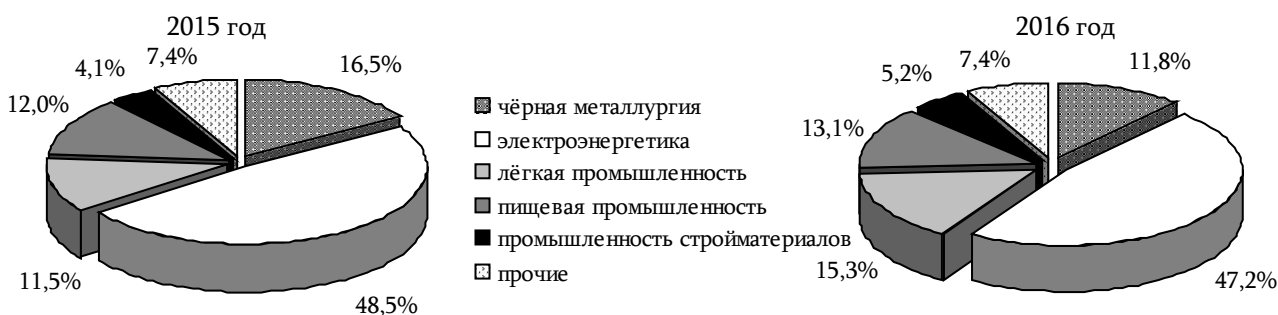 2015 год
7,4%
4,1%
16,5%
12,0%
11,5%
48,5%
чёрная металлургия
электроэнергетика
лёгкая промышленность
пищевая промышленность
промышленность стройматериалов
прочие
2016 год
7,4%
11,8%
5,2%
13,1%
15,3%
47,2%